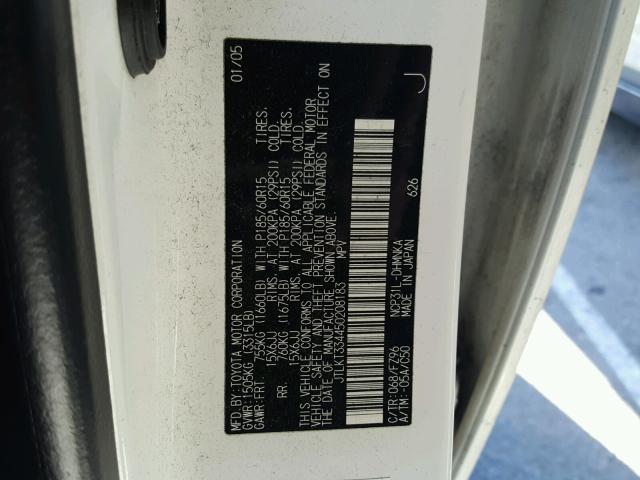 MFD.BY:TOYOTA MOTOR CORPORATION 01/05
GVWR:1505KG (3315LB)
GAWR:FRT. 755KG (1660LB) WITH P185/60R15 TIRES.
15X6JJ RIMS, AT 200KPA (29PSI) COLD.
RR. 760KG (1675LB) WITH P185/60R15 TIRES.
15X6JJ RIMS, AT 200KPA (29PSI) COLD.
THIS VEHICLE CONFORMS TO ALL APPLICABLE FEDERAL MOTOR
VEHICLE SAFETY AND THEFT PREVENTION STANDARDS IN EFFECT ON
THE DATE OF MANUFACTURE SHOWN ABOVE.
JTLKT334450208183 MPV
C/TR:068/FZ96 NCP31L-DHMNKA
A/TM:-05A/C50 MADE IN JAPAN
626
J